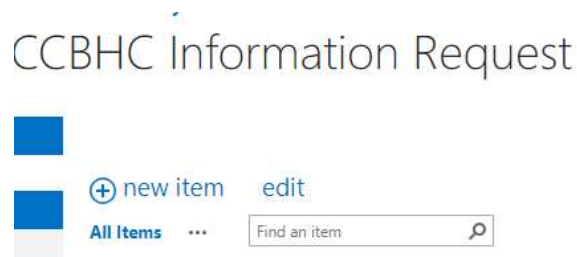 CCBHC Information Request
new item edit
All Items ... Find an item